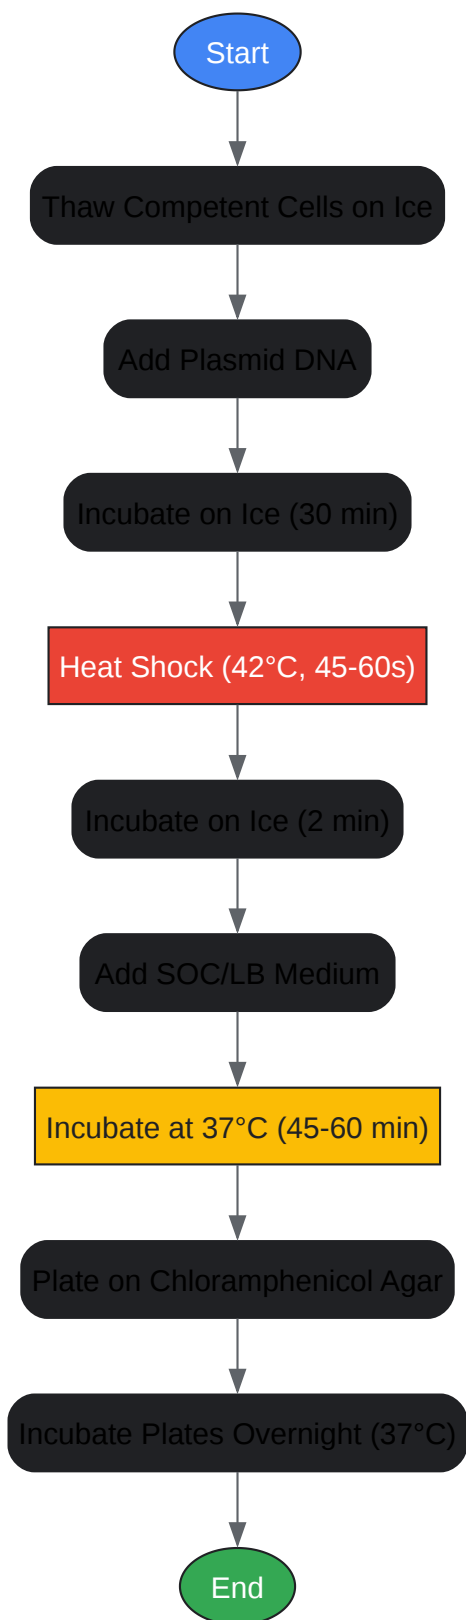 Start
Thaw Competent Cells on Ice
Add Plasmid DNA
Incubate on Ice (30 min)
Heat Shock (42°C, 45-60s)
Incubate on Ice (2 min)
Add SOC/LB Medium
Incubate at 37°C (45-60 min)
Plate on Chloramphenicol Agar
Incubate Plates Overnight (37°C)
End